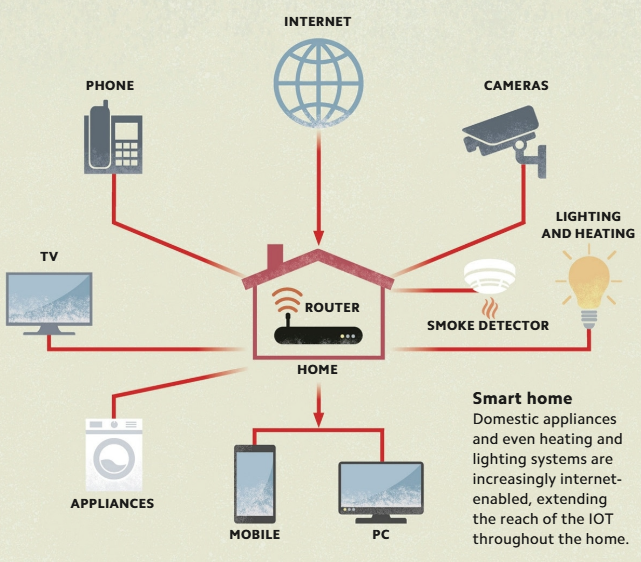 INTERNET
PHONE
CAMERAS
LIGHTING
AND HEATING
TV
ROUTER
SMOKE DETECTOR
HOME
Smart home
Domestic appliances
and even heating and
lighting systems are
increasingly internet-
enabled, extending
the reach of the IOT
throughout the home.
APPLIANCES
MOBILE
PC